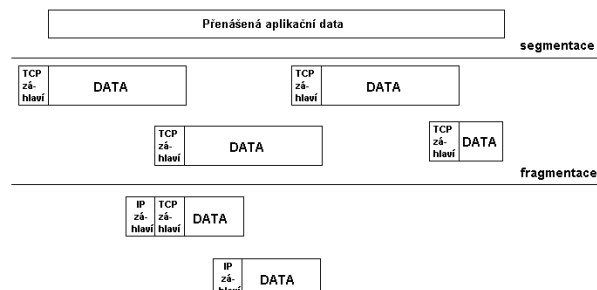 Přenášená aplikační data
segmentace
TCP
zá-
hlaví
DATA
TCP
zá-
hlaví
DATA
TCP
zá-
hlaví
DATA
TCP
zá-
hlaví
DATA
fragmentace
IP
zá-
hlaví
TCP
zá-
hlaví
DATA
IP
zá-
hlaví
DATA